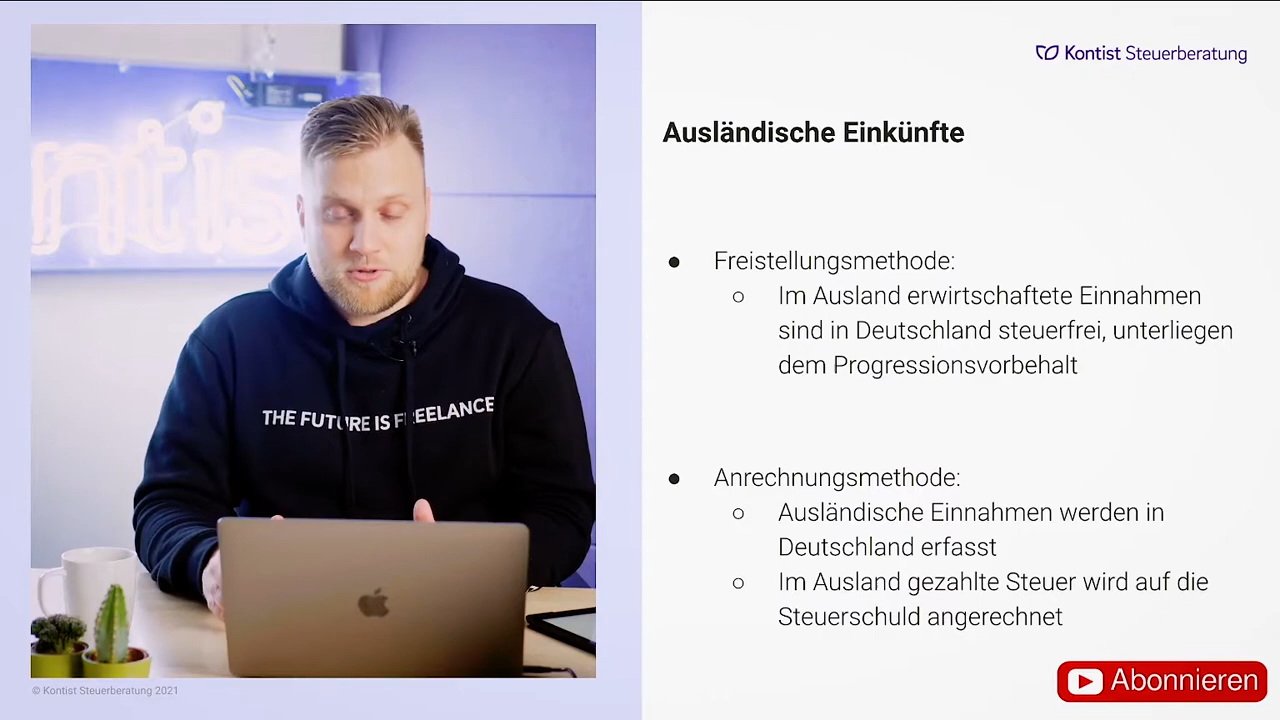 ntis
THE FUTURE IS FREELANCE
© Kontist Steuerberatung 2021
Kontist Steuerberatung
Ausländische Einkünfte
● Freistellungsmethode:
○ Im Ausland erwirtschaftete Einnahmen
sind in Deutschland steuerfrei, unterliegen
dem Progressionsvorbehalt
● Anrechnungsmethode:
○ Ausländische Einnahmen werden in
Deutschland erfasst
○ Im Ausland gezahlte Steuer wird auf die
Steuerschuld angerechnet
Abonnieren